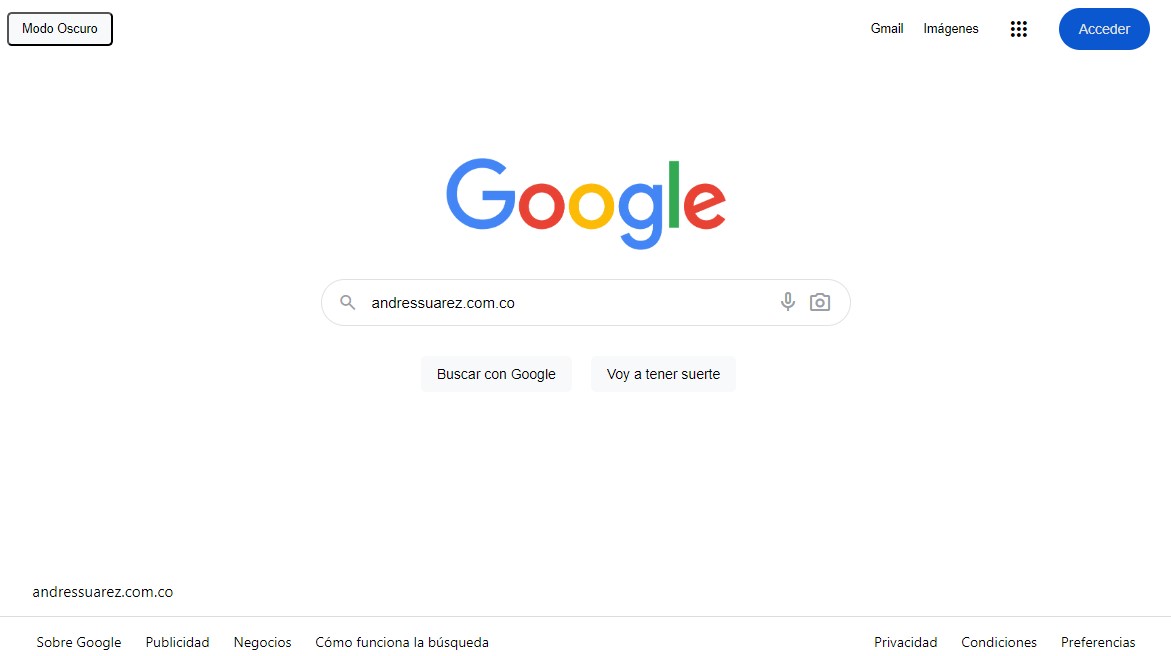 Modo Oscuro
Gmail Imágenes Acceder
Google
andressuarez.com.co
Buscar con Google Voy a tener suerte
andressuarez.com.co
Sobre Google Publicidad Negocios Cómo funciona la búsqueda Privacidad Condiciones Preferencias